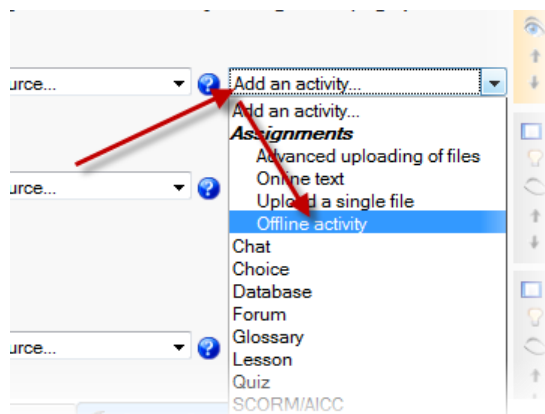 urce...
Add an activity...
Add an activity...
Assignments
Advanced uploading of files
Online text
urce...
Upload a single file
Offline activity
Chat
Choice
Database
Forum
urce...
Glossary
Lesson
Quiz
SCORM/AICC